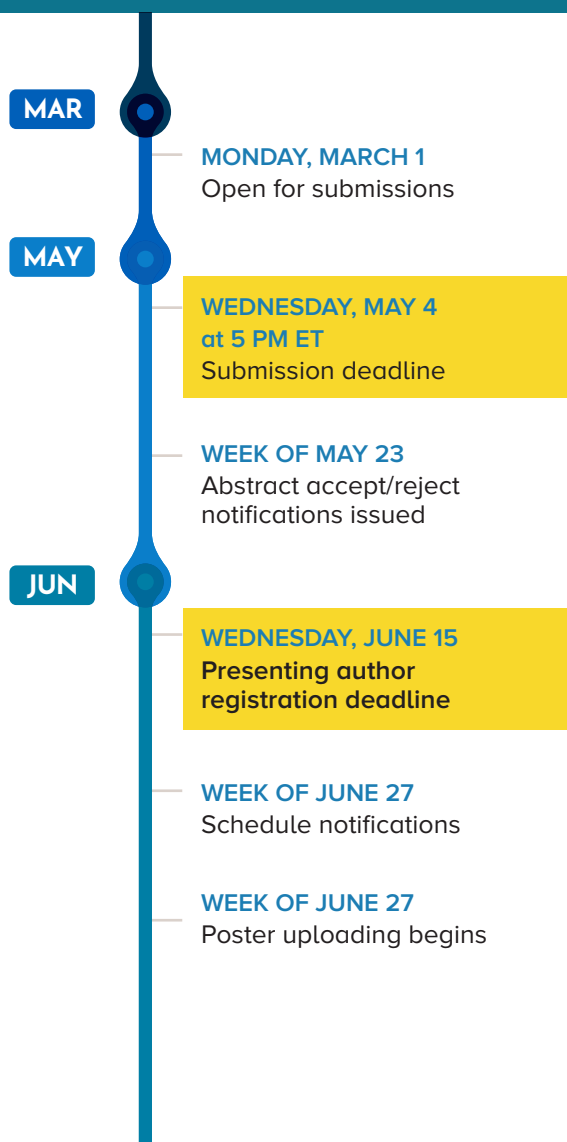 MAR
MONDAY, MARCH 1
Open for submissions
MAY
WEDNESDAY, MAY 4
at 5 PM ET
Submission deadline
WEEK OF MAY 23
Abstract accept/reject
notifications issued
JUN
WEDNESDAY, JUNE 15
Presenting author
registration deadline
WEEK OF JUNE 27
Schedule notifications
WEEK OF JUNE 27
Poster uploading begins